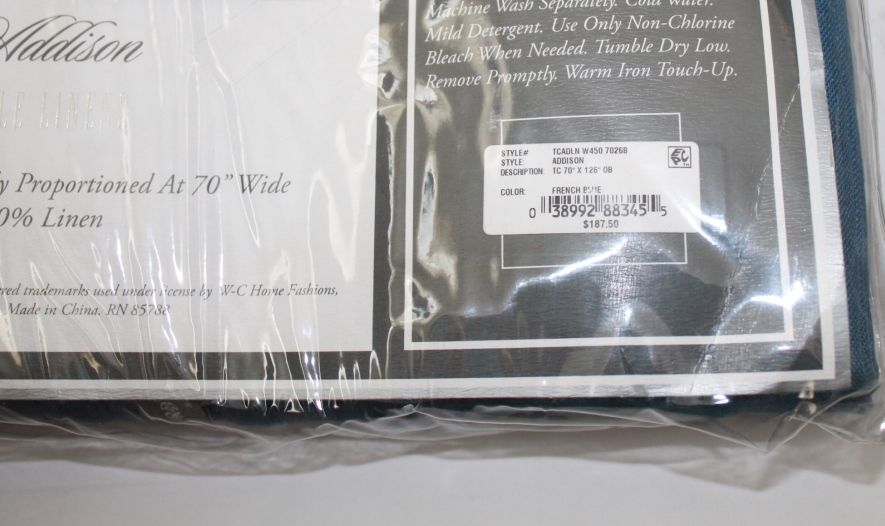 Addison
LE LINEN
y Proportioned At 70" Wide
0% Linen
red trademarks used under license by W-C Home Fashions,
Made in China. RN 85788
Machine Wash Separately. Cold Water.
Mild Detergent. Use Only Non-Chlorine
Bleach When Needed. Tumble Dry Low.
Remove Promptly. Warm Iron Touch-Up.
STYLE# TCADLN W450 7026B
STYLE: ADDISON
DESCRIPTION: TC 70" X 126" OB
COLOR: FRENCH BLUE
0 38992 88345 5
$187.50